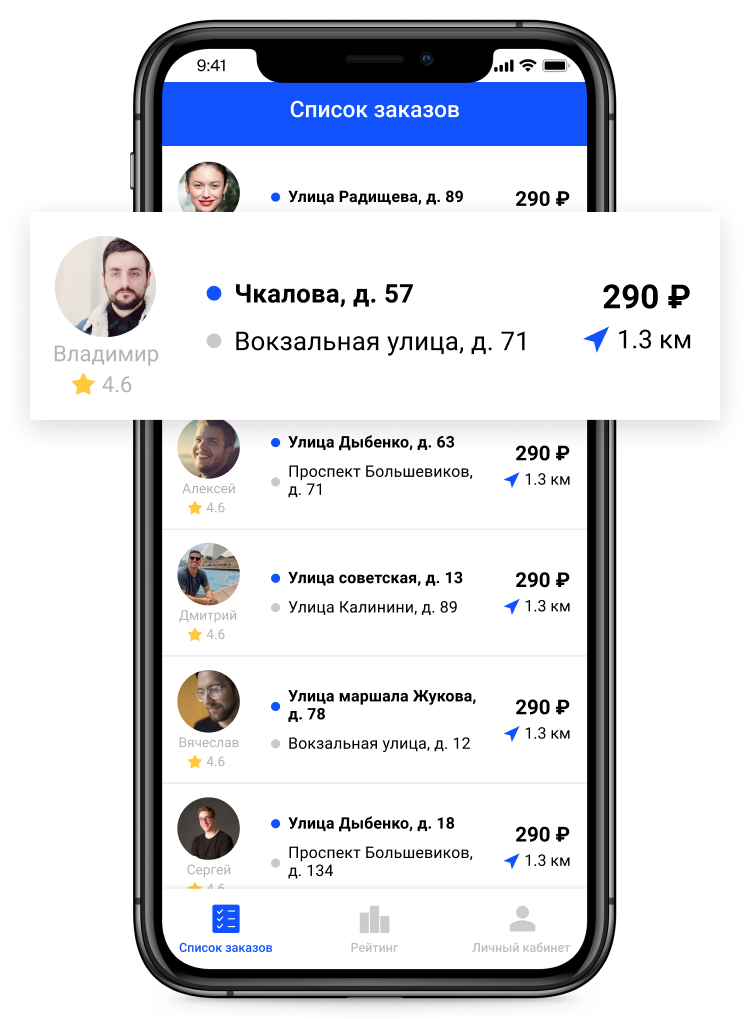 9:41
Список заказов
Улица Радищева, д. 89
290 ₽
Чкалова, д. 57
290 ₽
Вокзальная улица, д. 71
1.3 км
Владимир
4.6
Улица Дыбенко, д. 63
290 ₽
Проспект Большевиков,
д. 71
1.3 км
Алексей
4.6
Улица советская, д. 13
290 ₽
Улица Калинини, д. 89
1.3 км
Дмитрий
4.6
Улица маршала Жукова,
д. 78
290 ₽
Вокзальная улица, д. 12
1.3 км
Вячеслав
4.6
Улица Дыбенко, д. 18
290 ₽
Проспект Большевиков,
д. 134
1.3 км
Сергей
4.6
Список заказов
Рейтинг
Личный кабинет